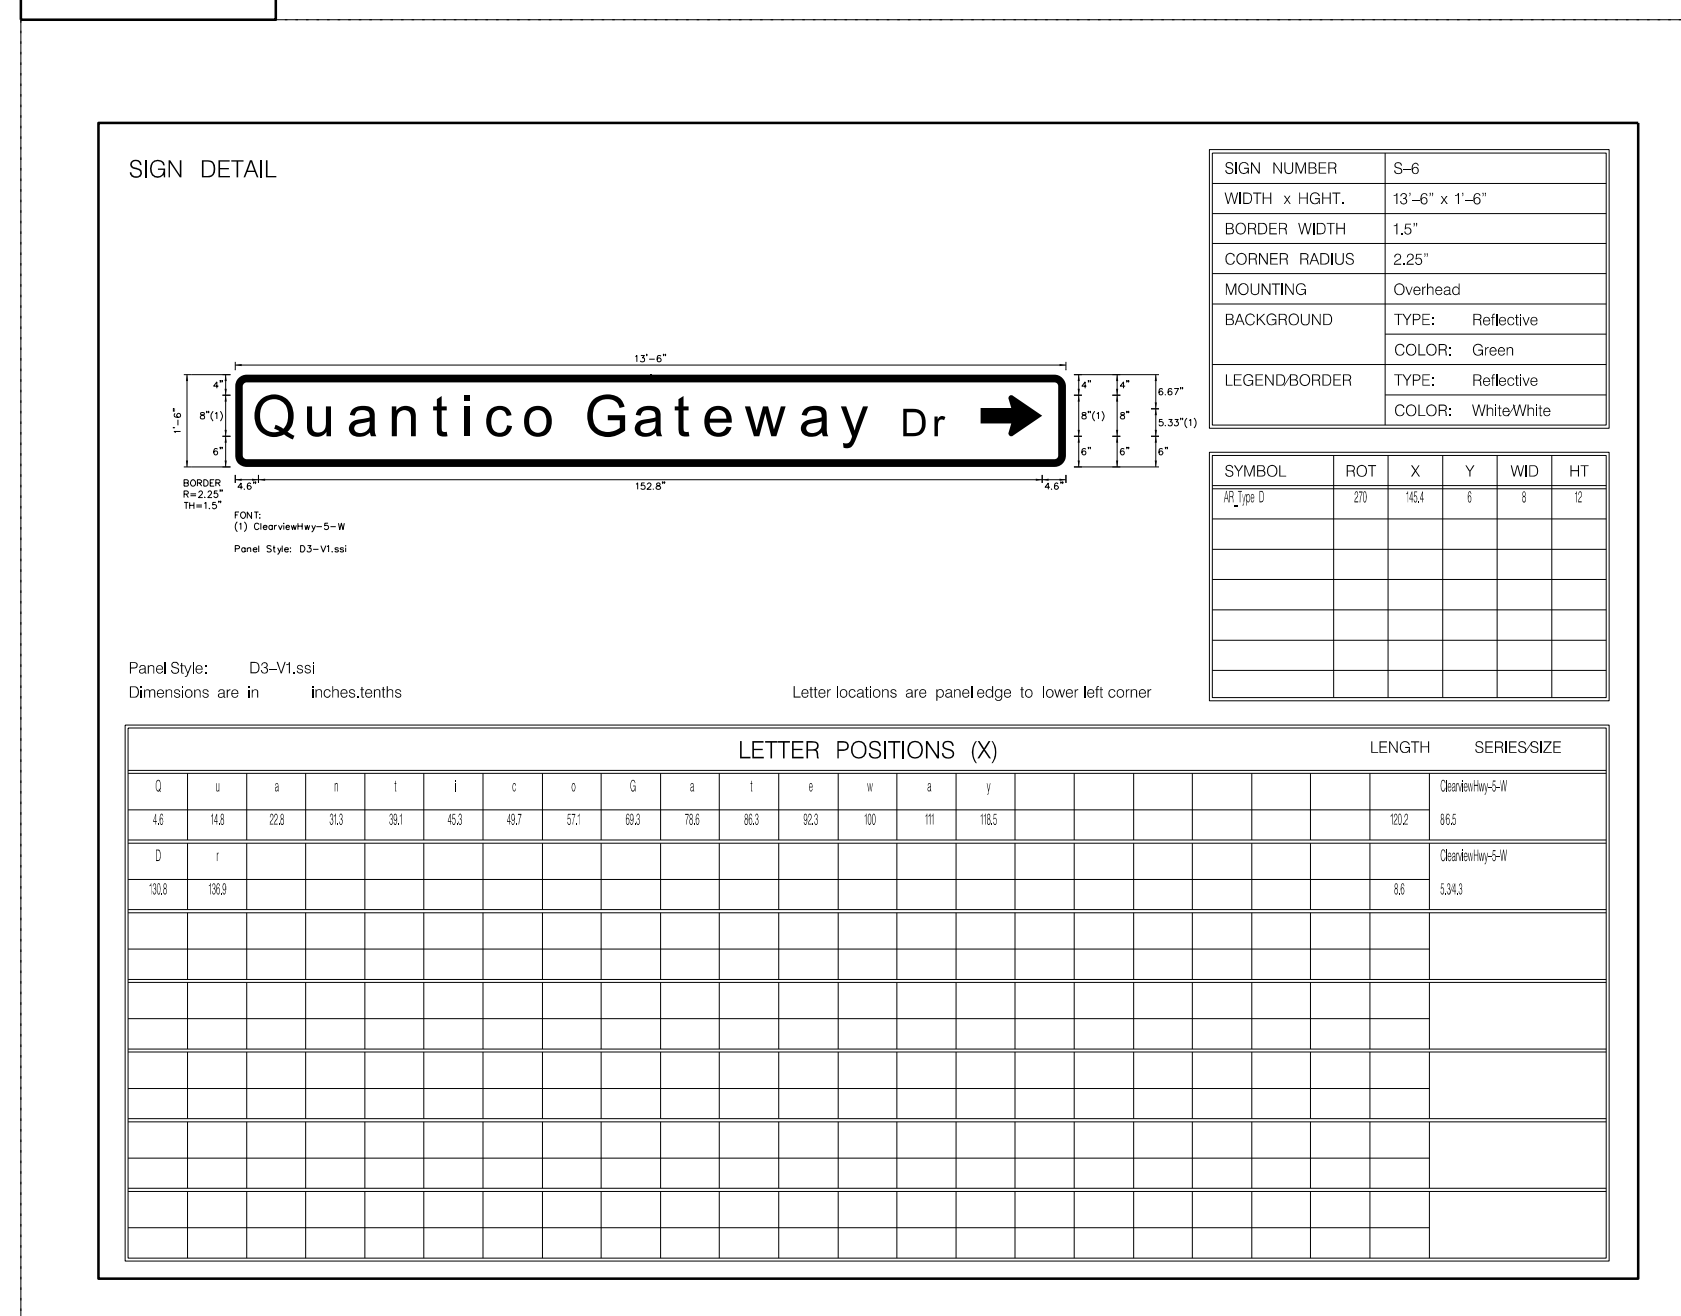 SIGN DETAIL
SIGN NUMBER S–6
WIDTH x HGHT. 13'–6" x 1'–6"
BORDER WIDTH 1.5"
CORNER RADIUS 2.25"
MOUNTING Overhead
BACKGROUND TYPE: Reflective
COLOR: Green
LEGEND/BORDER TYPE: Reflective
COLOR: White/White
13'–6"
1'–6" 4" 8"(1) 6"
Quantico Gateway Dr
4" 8"(1) 6" 4" 8" 6" 6.67" 5.33"(1) 6"
4.6" 152.8" 4.6"
BORDER
R=2.25"
TH=1.5"
FONT:
(1) ClearviewHwy–5–W
Panel Style: D3–V1.ssi
SYMBOL ROT X Y WID HT
AR_Type D 270 145.4 6 8 12
Panel Style: D3–V1.ssi
Dimensions are in inches.tenths Letter locations are panel edge to lower left corner
LETTER POSITIONS (X) LENGTH SERIES/SIZE
Q u a n t i c o G a t e w a y ClearviewHwy–5–W
4.6 14.8 22.8 31.3 39.1 45.3 49.7 57.1 69.3 78.6 86.3 92.3 100 111 118.5 120.2 8/6.5
D r ClearviewHwy–5–W
130.8 136.9 8.6 5.3/4.3